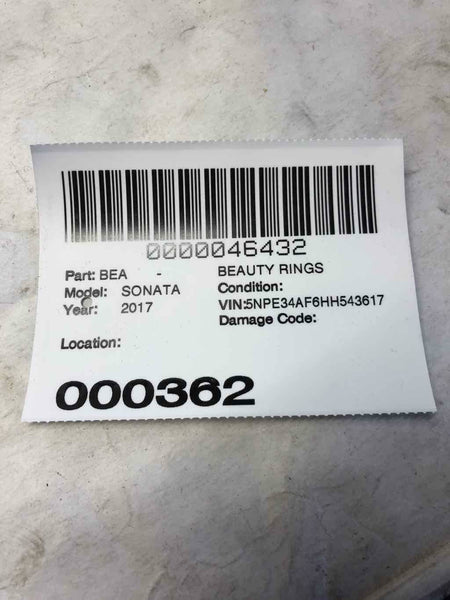 0000046432
Part: BEA - BEAUTY RINGS
Model: SONATA Condition:
Year: 2017 VIN:5NPE34AF6HH543617
Damage Code:
Location:
000362